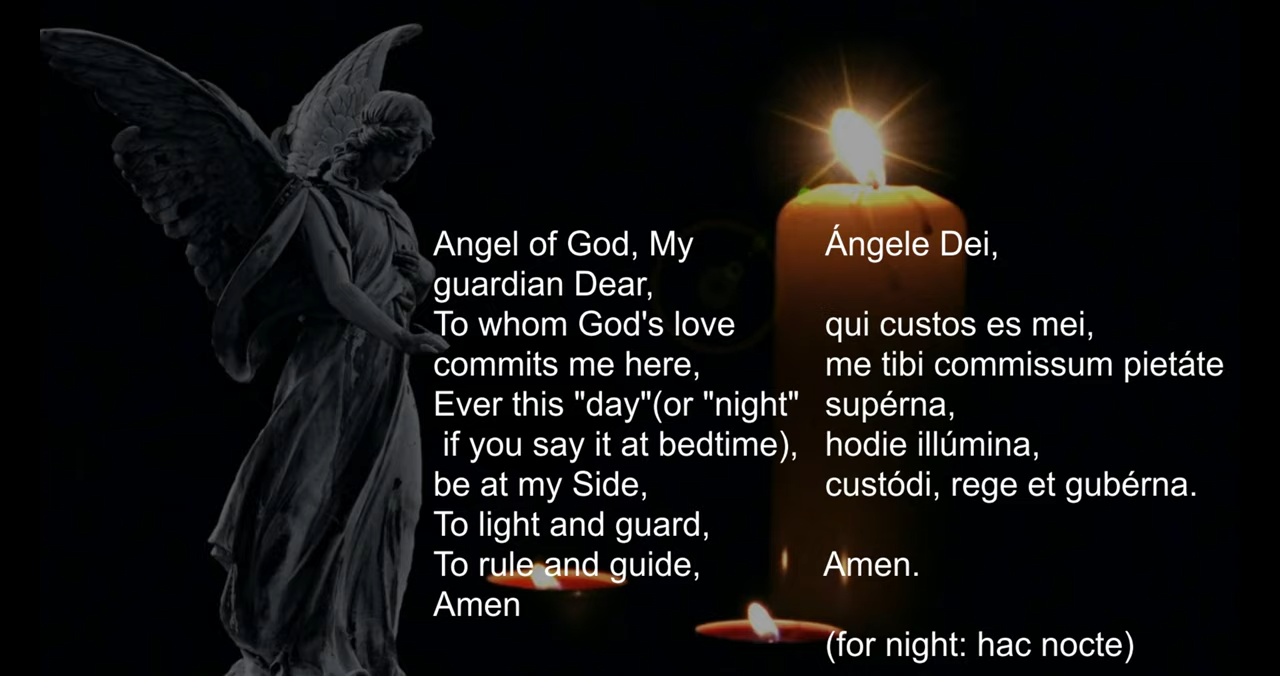 Angel of God, My
guardian Dear,
To whom God's love
commits me here,
Ever this "day"(or "night"
if you say it at bedtime),
be at my Side,
To light and guard,
To rule and guide,
Amen
Ángele Dei,
qui custos es mei,
me tibi commissum pietáte
supérna,
hodie illúmina,
custódi, rege et gubérna.
Amen.
(for night: hac nocte)